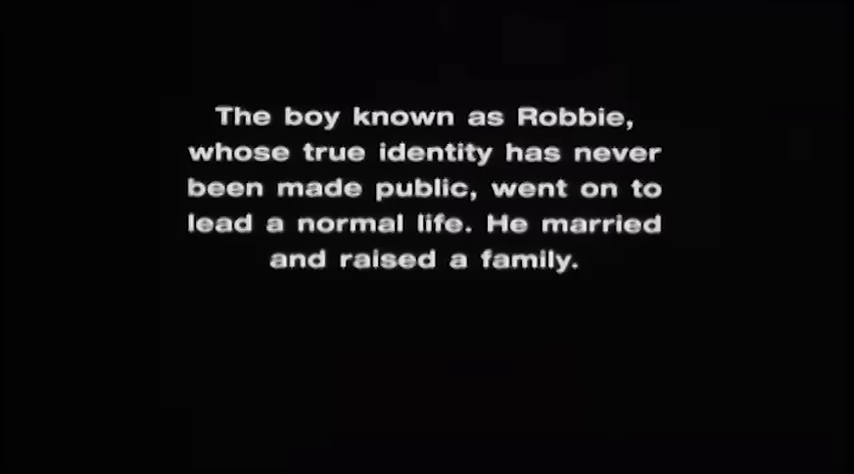 The boy known as Robbie,
whose true identity has never
been made public, went on to
lead a normal life. He married
and raised a family.